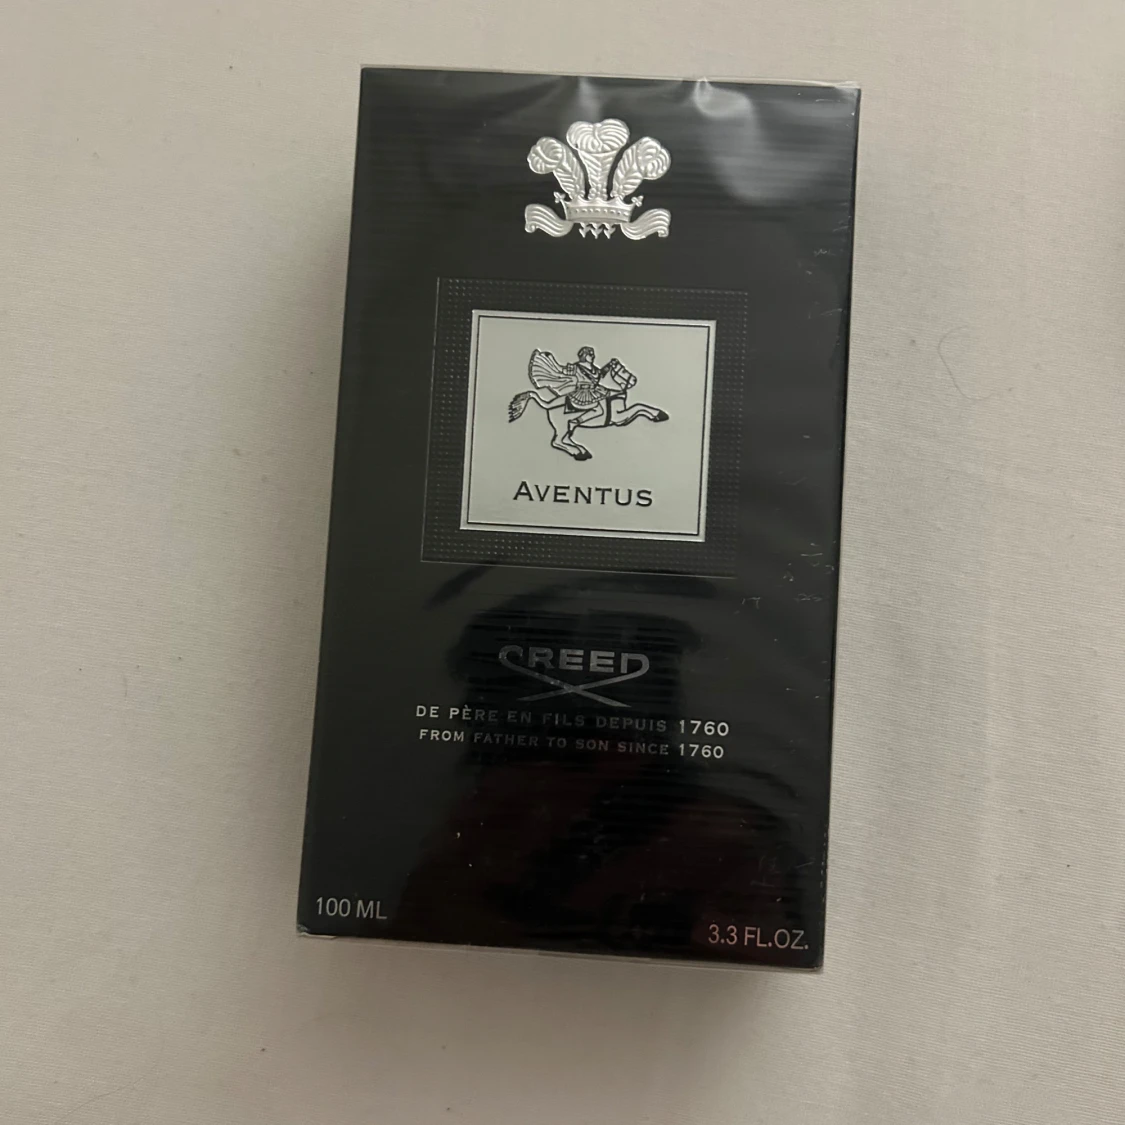 AVENTUS
CREED
DE PÈRE EN FILS DEPUIS 1760
FROM FATHER TO SON SINCE 1760
100 ML
3.3 FL.OZ.